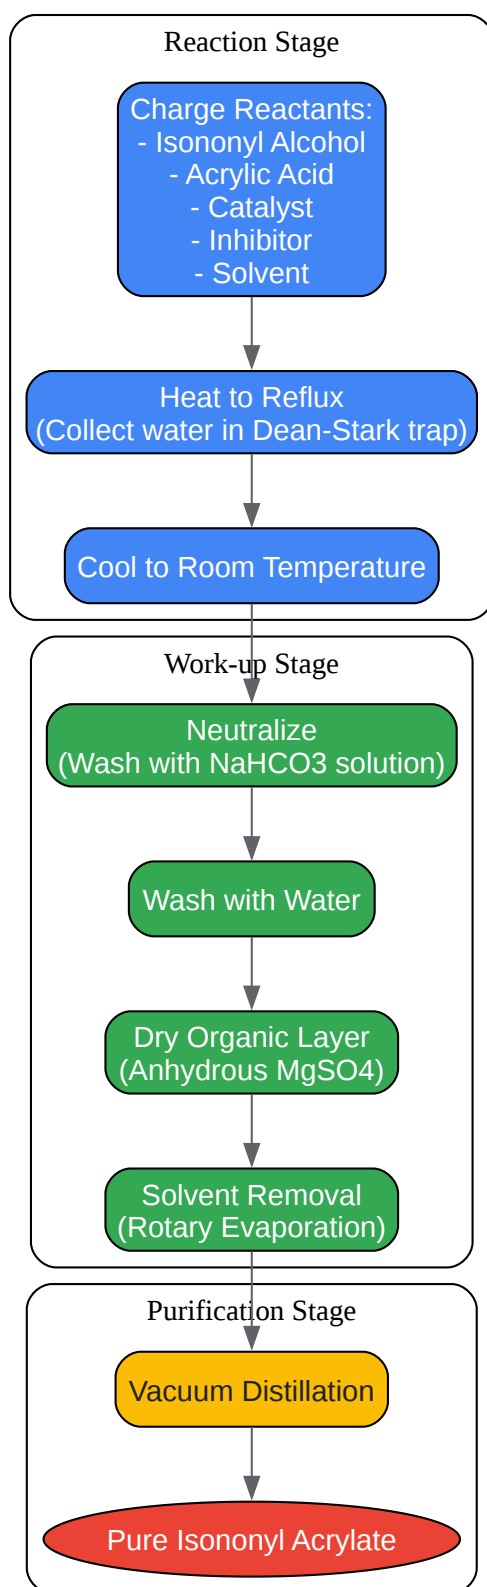 Reaction Stage
Charge Reactants:
- Isononyl Alcohol
- Acrylic Acid
- Catalyst
- Inhibitor
- Solvent
Heat to Reflux
(Collect water in Dean-Stark trap)
Cool to Room Temperature
Work-up Stage
Neutralize
(Wash with NaHCO3 solution)
Wash with Water
Dry Organic Layer
(Anhydrous MgSO4)
Solvent Removal
(Rotary Evaporation)
Purification Stage
Vacuum Distillation
Pure Isononyl Acrylate